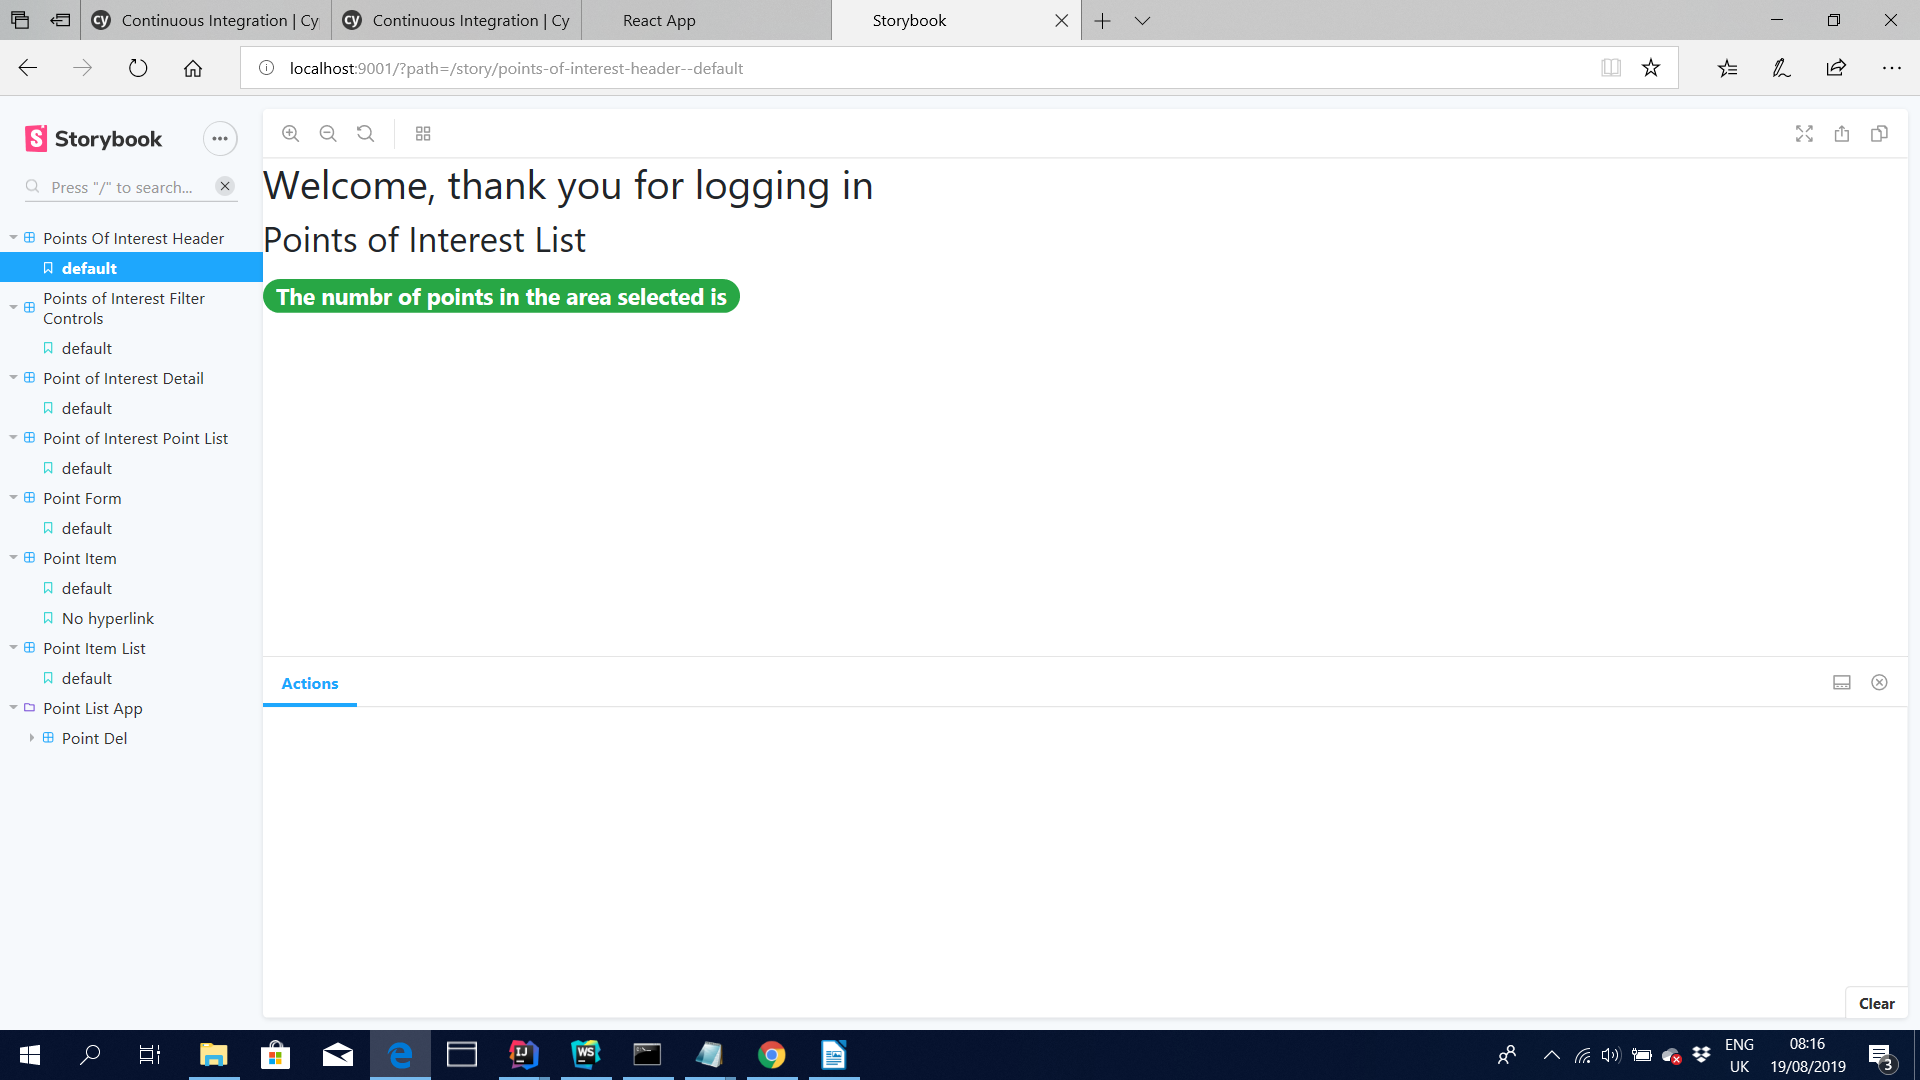 Continuous Integration | Cy
Continuous Integration | Cy
React App
Storybook
localhost:9001/?path=/story/points-of-interest-header--default
Storybook
Press "/" to search...
Points Of Interest Header
default
Points of Interest Filter
Controls
default
Point of Interest Detail
default
Point of Interest Point List
default
Point Form
default
Point Item
default
No hyperlink
Point Item List
default
Point List App
Point Del
Welcome, thank you for logging in
Points of Interest List
The numbr of points in the area selected is
Actions
Clear
ENG
UK
08:16
19/08/2019
3